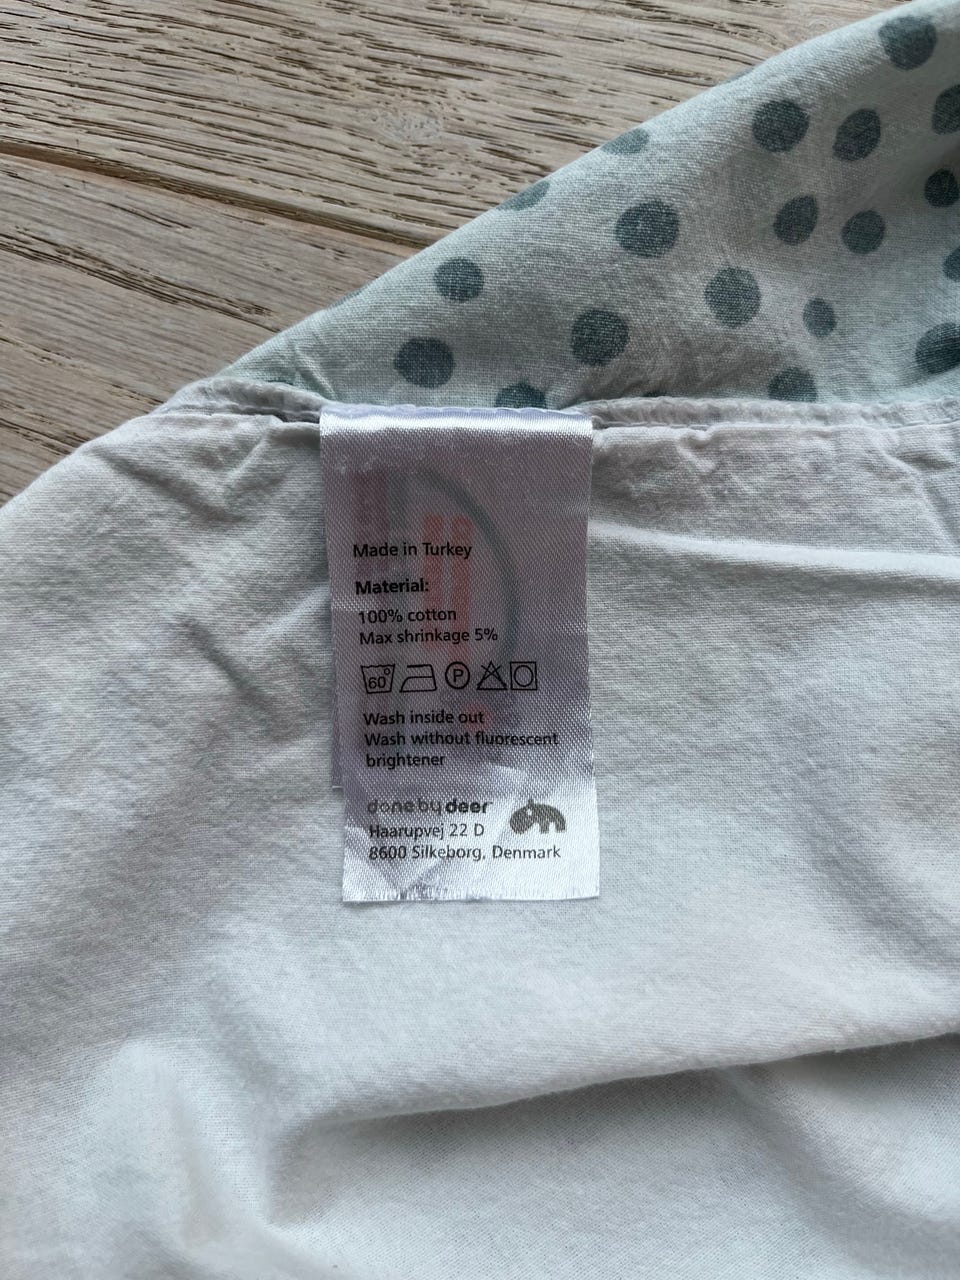 Made in Turkey
Material:
100% cotton
Max shrinkage 5%
60° P
Wash inside out
Wash without fluorescent
brightener
done by deer
Haarupvej 22 D
8600 Silkeborg, Denmark